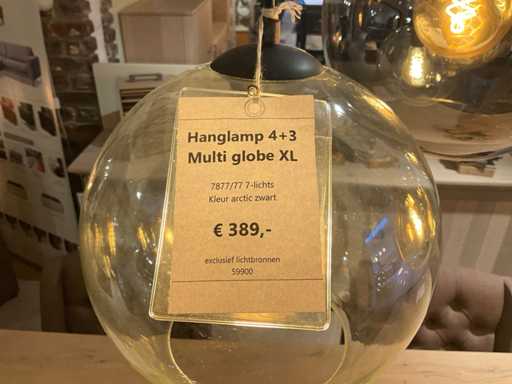 Hanglamp 4+3
Multi globe XL
7877/77 7-lichts
Kleur arctic zwart
€ 389,-
exclusief lichtbronnen
59900